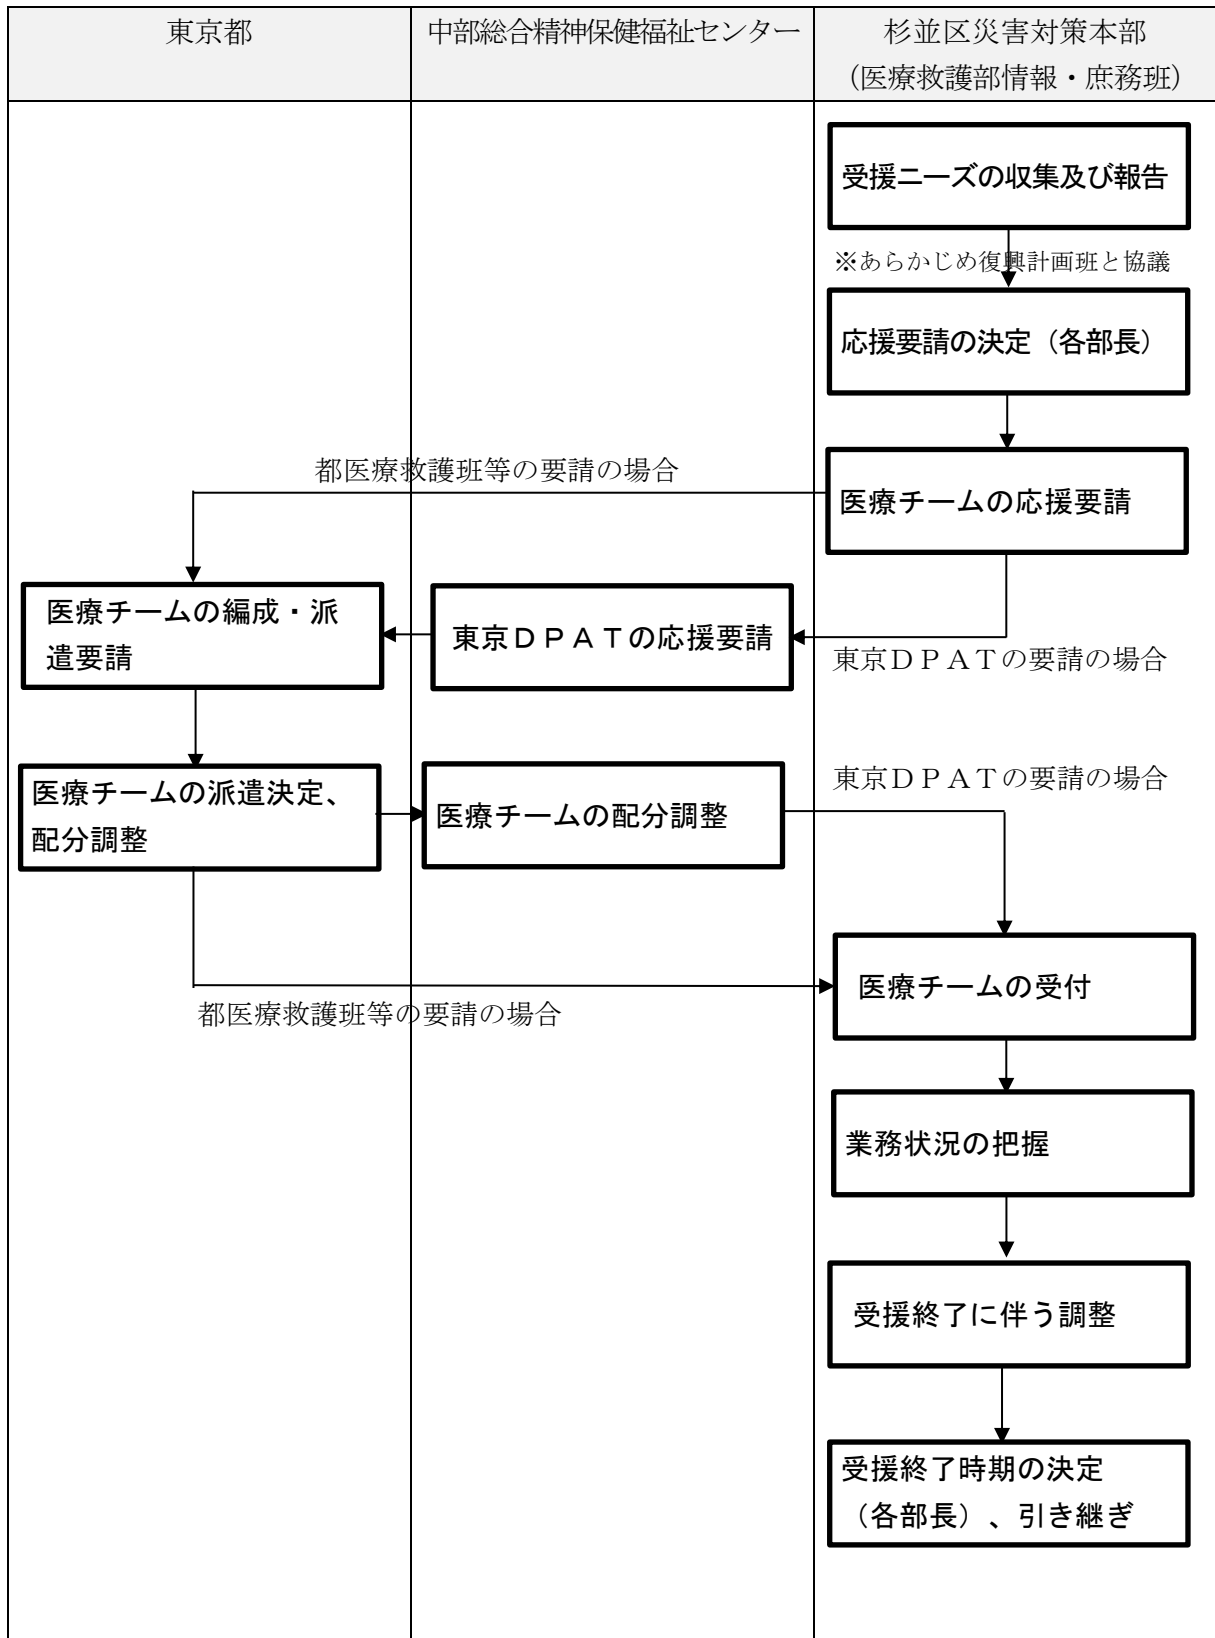 東京都
中部総合精神保健福祉センター
杉並区災害対策本部
(医療救護部情報・庶務班)
受援ニーズの収集及び報告
※あらかじめ復興計画班と協議
応援要請の決定（各部長）
都医療救護班等の要請の場合
医療チームの応援要請
医療チームの編成・派
遣要請
東京ＤＰＡＴの応援要請
東京ＤＰＡＴの要請の場合
医療チームの派遣決定、
配分調整
医療チームの配分調整
東京ＤＰＡＴの要請の場合
医療チームの受付
都医療救護班等の要請の場合
業務状況の把握
受援終了に伴う調整
受援終了時期の決定
（各部長）、引き継ぎ